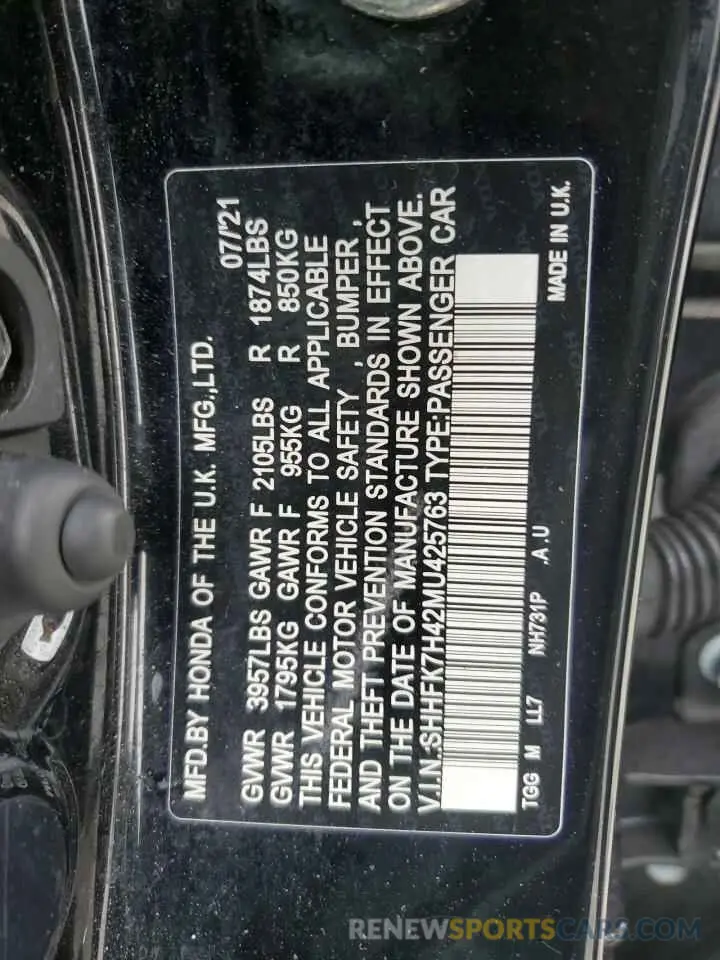 MFD.BY HONDA OF THE U.K. MFG.,LTD.
07/'21
GVWR 3957LBS GAWR F 2105LBS R 1874LBS
GVWR 1795KG GAWR F 955KG R 850KG
THIS VEHICLE CONFORMS TO ALL APPLICABLE
FEDERAL MOTOR VEHICLE SAFETY , BUMPER ,
AND THEFT PREVENTION STANDARDS IN EFFECT
ON THE DATE OF MANUFACTURE SHOWN ABOVE.
V.I.N.:SHHFK7H42MU425763 TYPE:PASSENGER CAR
TGG M LL7 NH731P .A .U
MADE IN U.K.
RENEWSPORTSCARS.COM